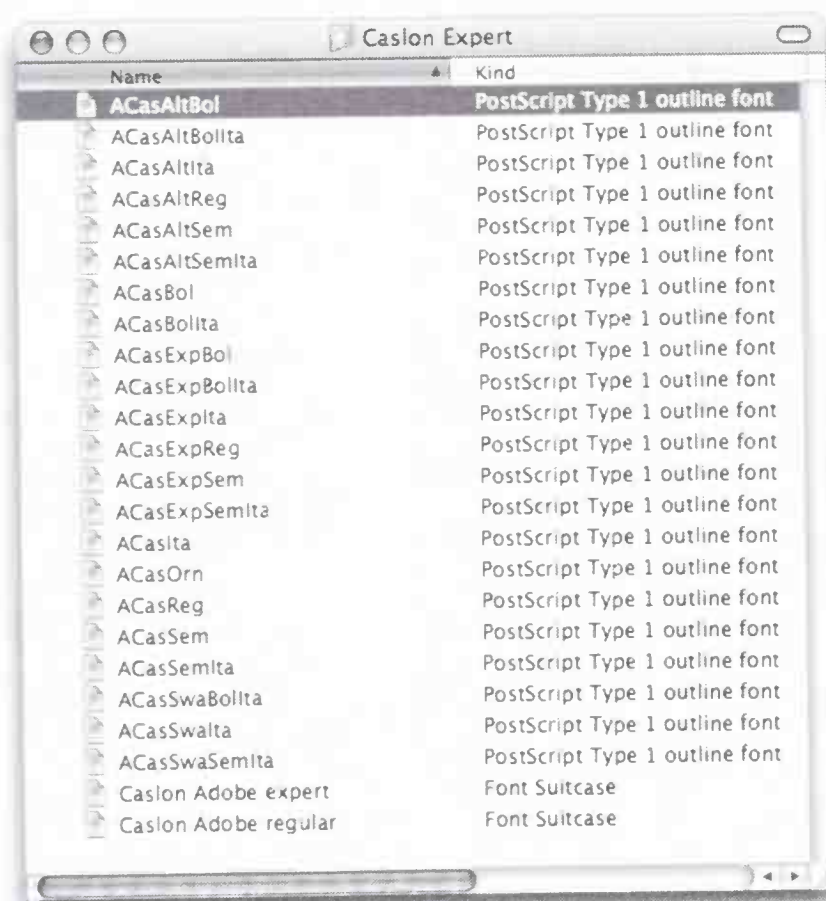 Caslon Expert
Name Kind
ACasAltBol PostScript Type 1 outline font
ACasAltBolIta PostScript Type 1 outline font
ACasAltIta PostScript Type 1 outline font
ACasAltReg PostScript Type 1 outline font
ACasAltSem PostScript Type 1 outline font
ACasAltSemIta PostScript Type 1 outline font
ACasBol PostScript Type 1 outline font
ACasBolIta PostScript Type 1 outline font
ACasExpBol PostScript Type 1 outline font
ACasExpBolIta PostScript Type 1 outline font
ACasExpIta PostScript Type 1 outline font
ACasExpReg PostScript Type 1 outline font
ACasExpSem PostScript Type 1 outline font
ACasExpSemIta PostScript Type 1 outline font
ACasIta PostScript Type 1 outline font
ACasOrn PostScript Type 1 outline font
ACasReg PostScript Type 1 outline font
ACasSem PostScript Type 1 outline font
ACasSemIta PostScript Type 1 outline font
ACasSwaBolIta PostScript Type 1 outline font
ACasSwaIta PostScript Type 1 outline font
ACasSwaSemIta PostScript Type 1 outline font
Caslon Adobe expert Font Suitcase
Caslon Adobe regular Font Suitcase